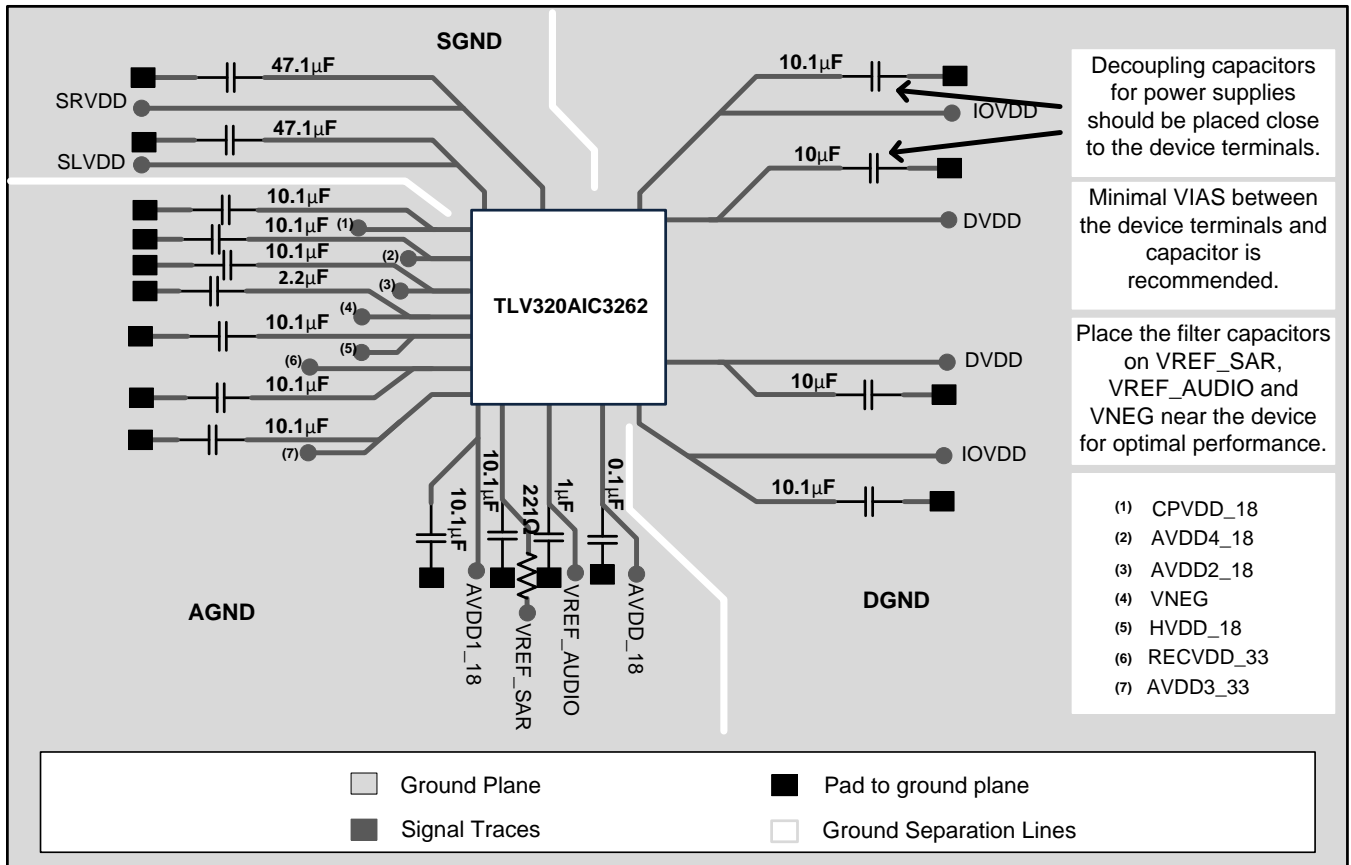 SGND
47.1μF
SRVDD
47.1μF
SLVDD
10.1μF
(1)
10.1μF
(2)
10.1μF
(3)
2.2μF
(4)
10.1μF
(5)
(6)
10.1μF
10.1μF
(7)
TLV320AIC3262
10.1μF
IOVDD
10μF
DVDD
DVDD
10μF
IOVDD
10.1μF
10.1μF
10.1μF
221Ω
1μF
0.1μF
AVDD1_18
VREF_SAR
VREF_AUDIO
AVDD_18
AGND
DGND
Decoupling capacitors
for power supplies
should be placed close
to the device terminals.
Minimal VIAS between
the device terminals and
capacitor is
recommended.
Place the filter capacitors
on VREF_SAR,
VREF_AUDIO and
VNEG near the device
for optimal performance.
(1) CPVDD_18
(2) AVDD4_18
(3) AVDD2_18
(4) VNEG
(5) HVDD_18
(6) RECVDD_33
(7) AVDD3_33
Ground Plane
Pad to ground plane
Signal Traces
Ground Separation Lines